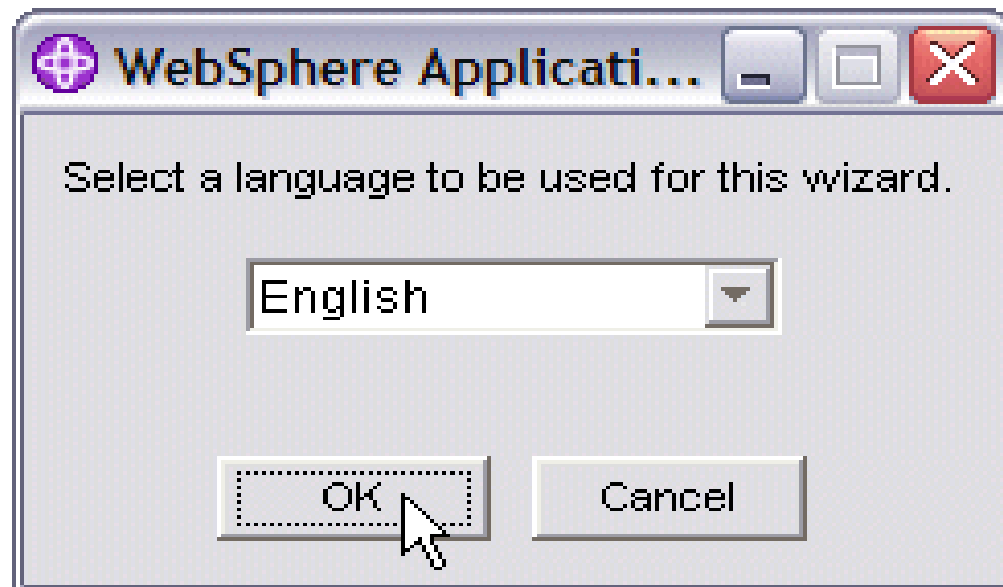 WebSphere Applicati...
Select a language to be used for this wizard.
English
OK
Cancel